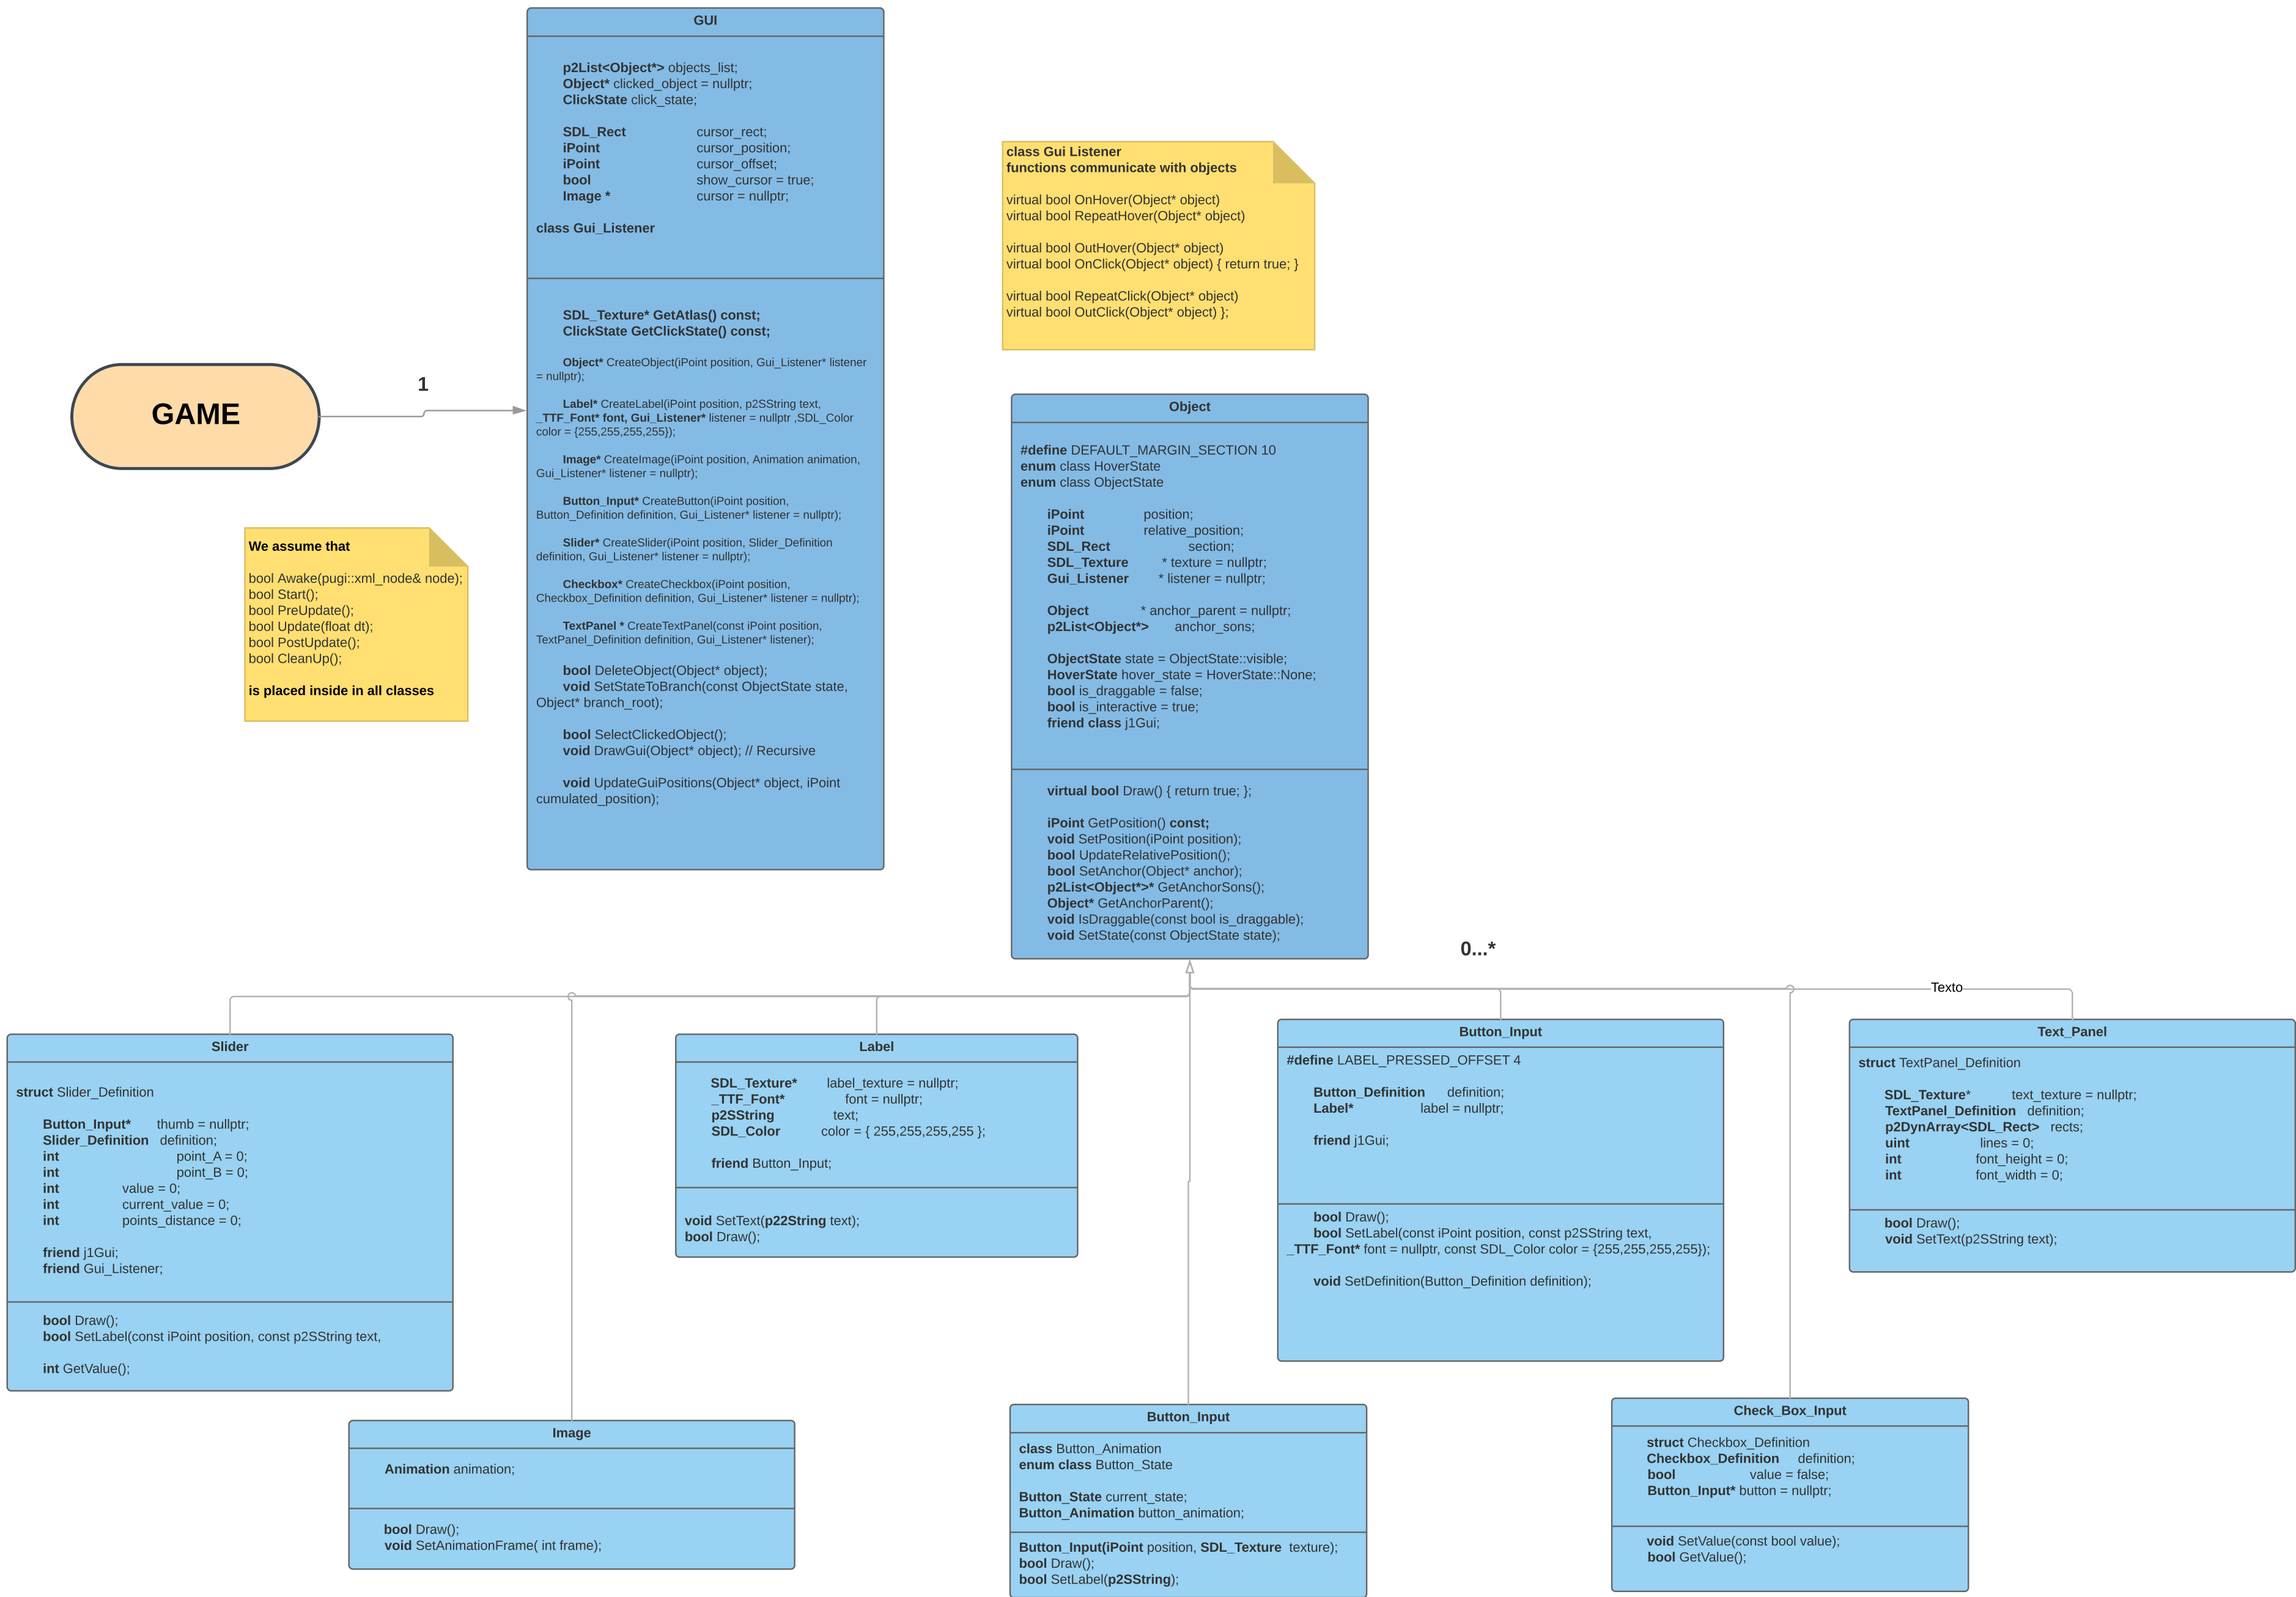 GUI
p2List<Object*> objects_list;
Object* clicked_object = nullptr;
ClickState click_state;
SDL_Rect cursor_rect;
iPoint cursor_position;
iPoint cursor_offset;
bool show_cursor = true;
Image * cursor = nullptr;
class Gui_Listener
SDL_Texture* GetAtlas() const;
ClickState GetClickState() const;
Object* CreateObject(iPoint position, Gui_Listener* listener
= nullptr);
Label* CreateLabel(iPoint position, p2SString text,
_TTF_Font* font, Gui_Listener* listener = nullptr ,SDL_Color
color = {255,255,255,255});
Image* CreateImage(iPoint position, Animation animation,
Gui_Listener* listener = nullptr);
Button_Input* CreateButton(iPoint position,
Button_Definition definition, Gui_Listener* listener = nullptr);
Slider* CreateSlider(iPoint position, Slider_Definition
definition, Gui_Listener* listener = nullptr);
Checkbox* CreateCheckbox(iPoint position,
Checkbox_Definition definition, Gui_Listener* listener = nullptr);
TextPanel * CreateTextPanel(const iPoint position,
TextPanel_Definition definition, Gui_Listener* listener);
bool DeleteObject(Object* object);
void SetStateToBranch(const ObjectState state,
Object* branch_root);
bool SelectClickedObject();
void DrawGui(Object* object); // Recursive
void UpdateGuiPositions(Object* object, iPoint
cumulated_position);
class Gui Listener
functions communicate with objects
virtual bool OnHover(Object* object)
virtual bool RepeatHover(Object* object)
virtual bool OutHover(Object* object)
virtual bool OnClick(Object* object) { return true; }
virtual bool RepeatClick(Object* object)
virtual bool OutClick(Object* object) };
GAME
1
We assume that
bool Awake(pugi::xml_node& node);
bool Start();
bool PreUpdate();
bool Update(float dt);
bool PostUpdate();
bool CleanUp();
is placed inside in all classes
Object
#define DEFAULT_MARGIN_SECTION 10
enum class HoverState
enum class ObjectState
iPoint position;
iPoint relative_position;
SDL_Rect section;
SDL_Texture * texture = nullptr;
Gui_Listener * listener = nullptr;
Object * anchor_parent = nullptr;
p2List<Object*> anchor_sons;
ObjectState state = ObjectState::visible;
HoverState hover_state = HoverState::None;
bool is_draggable = false;
bool is_interactive = true;
friend class j1Gui;
virtual bool Draw() { return true; };
iPoint GetPosition() const;
void SetPosition(iPoint position);
bool UpdateRelativePosition();
bool SetAnchor(Object* anchor);
p2List<Object*>* GetAnchorSons();
Object* GetAnchorParent();
void IsDraggable(const bool is_draggable);
void SetState(const ObjectState state);
0...*
Texto
Slider
struct Slider_Definition
Button_Input* thumb = nullptr;
Slider_Definition definition;
int point_A = 0;
int point_B = 0;
int value = 0;
int current_value = 0;
int points_distance = 0;
friend j1Gui;
friend Gui_Listener;
bool Draw();
bool SetLabel(const iPoint position, const p2SString text,
int GetValue();
Label
SDL_Texture* label_texture = nullptr;
_TTF_Font* font = nullptr;
p2SString text;
SDL_Color color = { 255,255,255,255 };
friend Button_Input;
void SetText(p22String text);
bool Draw();
Button_Input
#define LABEL_PRESSED_OFFSET 4
Button_Definition definition;
Label* label = nullptr;
friend j1Gui;
bool Draw();
bool SetLabel(const iPoint position, const p2SString text,
_TTF_Font* font = nullptr, const SDL_Color color = {255,255,255,255});
void SetDefinition(Button_Definition definition);
Text_Panel
struct TextPanel_Definition
SDL_Texture* text_texture = nullptr;
TextPanel_Definition definition;
p2DynArray<SDL_Rect> rects;
uint lines = 0;
int font_height = 0;
int font_width = 0;
bool Draw();
void SetText(p2SString text);
Image
Animation animation;
bool Draw();
void SetAnimationFrame( int frame);
Button_Input
class Button_Animation
enum class Button_State
Button_State current_state;
Button_Animation button_animation;
Button_Input(iPoint position, SDL_Texture texture);
bool Draw();
bool SetLabel(p2SString);
Check_Box_Input
struct Checkbox_Definition
Checkbox_Definition definition;
bool value = false;
Button_Input* button = nullptr;
void SetValue(const bool value);
bool GetValue();